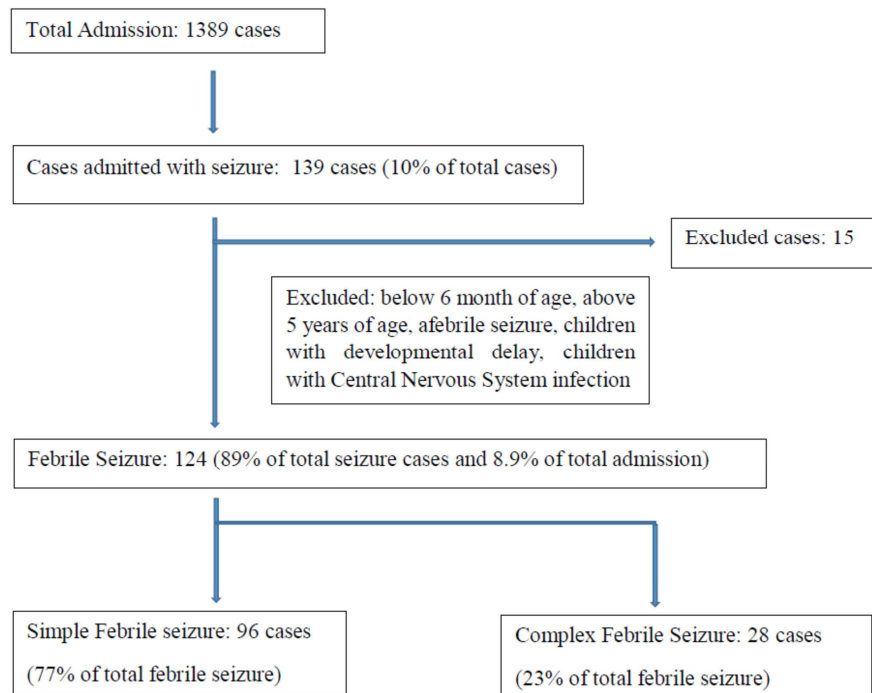 Total Admission: 1389 cases
Cases admitted with seizure: 139 cases (10% of total cases)
Excluded cases: 15
Excluded: below 6 month of age, above
5 years of age, afebrile seizure, children
with developmental delay, children
with Central Nervous System infection
Febrile Seizure: 124 (89% of total seizure cases and 8.9% of total admission)
Simple Febrile seizure: 96 cases
(77% of total febrile seizure)
Complex Febrile Seizure: 28 cases
(23% of total febrile seizure)